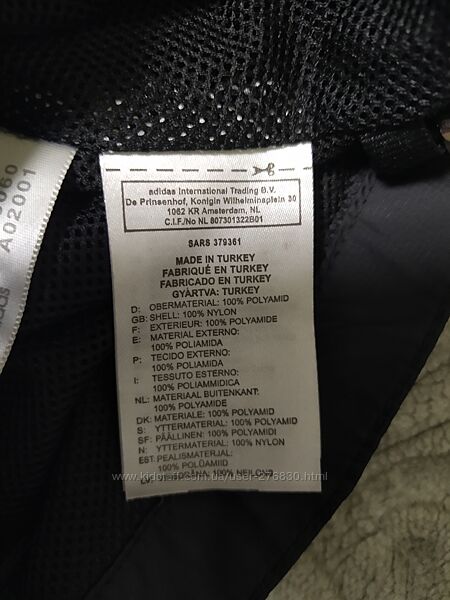 adidas International Trading B.V.
De Prinsenhof, Konigin Wilhelminaplein 30
1062 KR Amsterdam, NL
C.I.F./No NL 807301322B01
SARS 379361
MADE IN TURKEY
FABRIQUÉ EN TURKEY
FABRICADO EN TURKEY
GYÁRTVA: TURKEY
D: OBERMATERIAL: 100% POLYAMID
GB: SHELL: 100% NYLON
F: EXTERIEUR: 100% POLYAMIDE
E: MATERIAL EXTERNO:
100% POLIAMIDA
P: TECIDO EXTERNO:
100% POLIAMIDA
I: TESSUTO ESTERNO:
100% POLIAMMIDICA
NL: MATERIAAL BUITENKANT:
100% POLYAMIDE
DK: MATERIALE: 100% POLYAMID
S: YTTERMATERIAL: 100% POLYAMID
SF: PÄÄLLINEN: 100% POLYAMIDI
N: YTTERMATERIAL: 100% NYLON
EST: PEALISMATERJAL:
100% POLÜAMIID
100% NEILONS
A02001